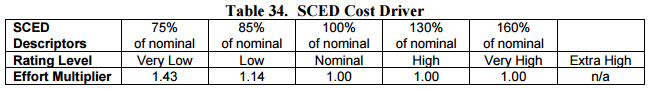 Table 34. SCED Cost Driver
SCED 75% 85% 100% 130% 160%
Descriptors of nominal of nominal of nominal of nominal of nominal
Rating Level Very Low Low Nominal High Very High Extra High
Effort Multiplier 1.43 1.14 1.00 1.00 1.00 n/a